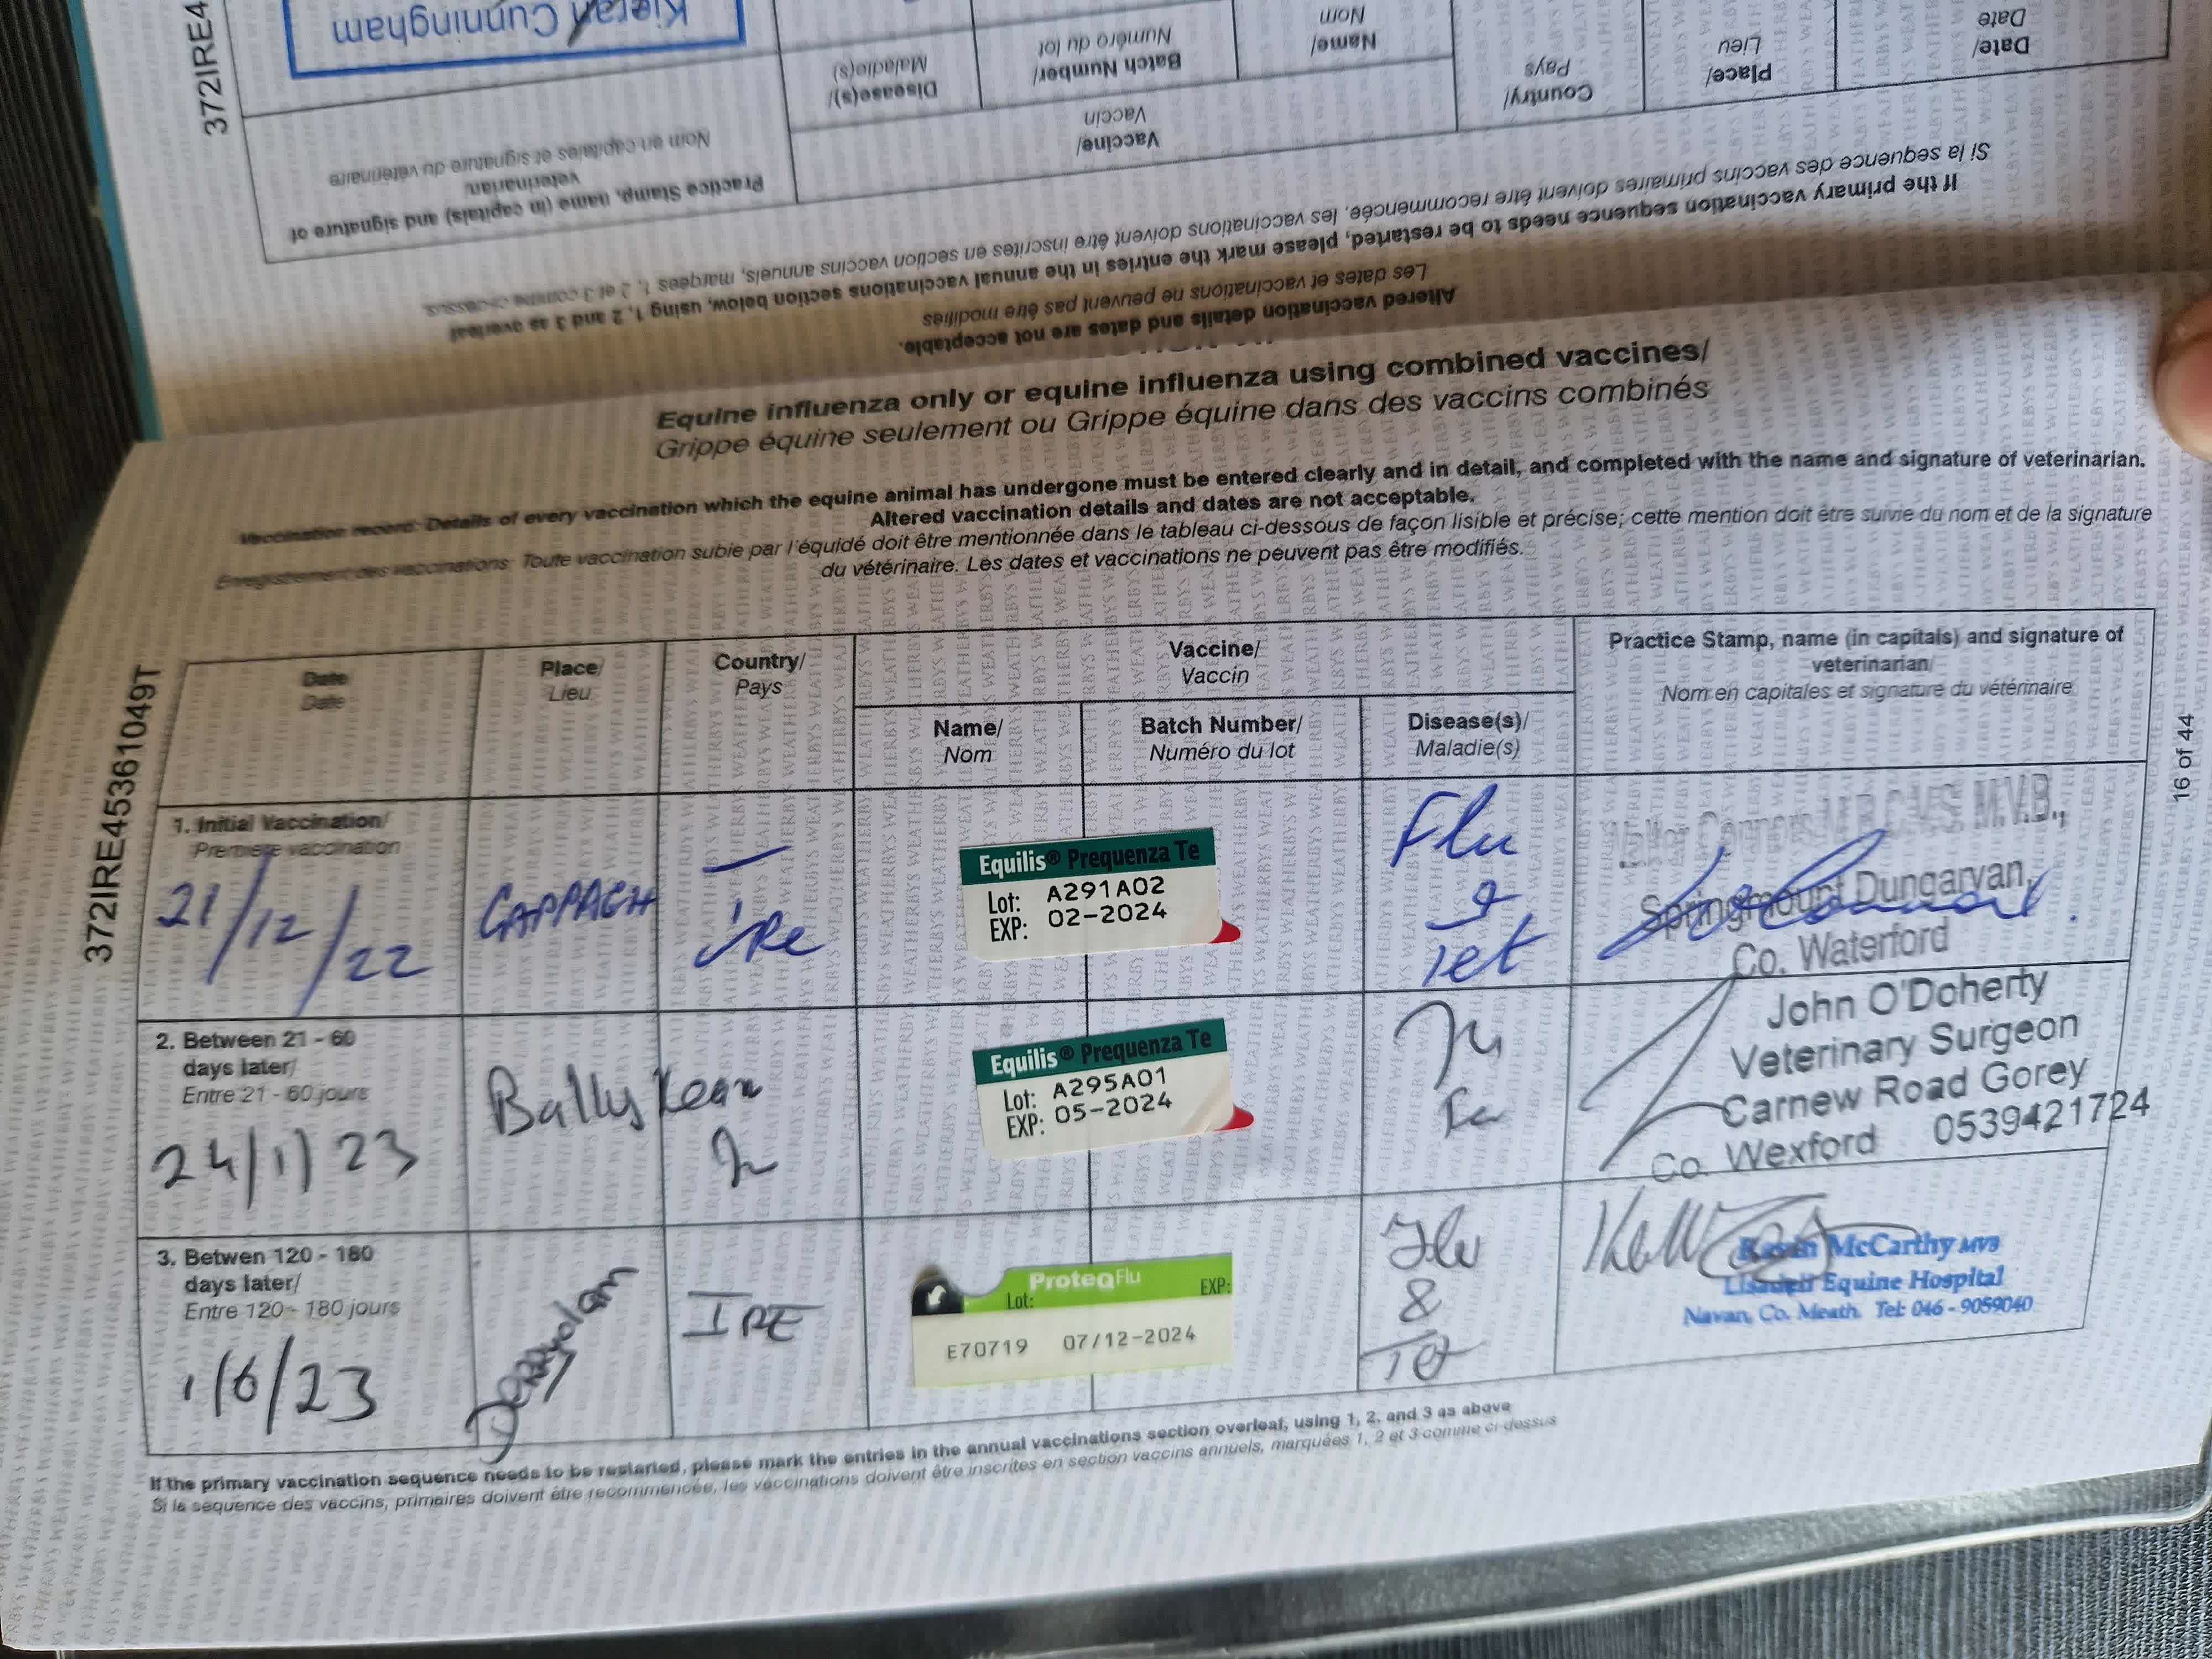 372IRE4
Kieran Cunningham
Practice Stamp, name (in capitals) and signature of
veterinarian/
Nom en capitales et signature du vétérinaire
Vaccine/
Vaccin
Disease(s)/
Maladie(s)
Batch Number/
Numéro du lot
Name/
Nom
Country/
Pays
Place/
Lieu
Date/
Date
If the primary vaccination sequence needs to be restarted, please mark the entries in the annual vaccinations section below, using 1, 2 and 3 as overleaf
Si la sequence des vaccins primaires doivent être recommencée, les vaccinations doivent être inscrites en section vaccins annuels, marquées 1, 2 et 3 comme ci-dessus.
Altered vaccination details and dates are not acceptable.
Les dates et vaccinations ne peuvent pas être modifiés
Equine influenza only or equine influenza using combined vaccines/
Grippe équine seulement ou Grippe équine dans des vaccins combinés
Vaccination record: Details of every vaccination which the equine animal has undergone must be entered clearly and in detail, and completed with the name and signature of veterinarian.
Altered vaccination details and dates are not acceptable.
Enregistrement des vaccinations: Toute vaccination subie par l'équidé doit être mentionnée dans le tableau ci-dessous de façon lisible et précise; cette mention doit être suivie du nom et de la signature
du vétérinaire. Les dates et vaccinations ne peuvent pas être modifiés.
372IRE45361049T
16 of 44
Date
Date
Place/
Lieu
Country/
Pays
Vaccine/
Vaccin
Practice Stamp, name (in capitals) and signature of
veterinarian/
Nom en capitales et signature du vétérinaire
Name/
Nom
Batch Number/
Numéro du lot
Disease(s)/
Maladie(s)
1. Initial Vaccination/
Premiere vaccination
21/12/22
CAPPAGH
Ire
Equilis® Prequenza Te
Lot: A291A02
EXP: 02-2024
Flu
&
Tet
Walter Connors M.R.C.V.S. M.V.B.,
Springmount, Dungarvan,
Co. Waterford
2. Between 21 - 60
days later/
Entre 21 - 60 jours
24/1/23
Ballykean
Equilis® Prequenza Te
Lot: A295A01
EXP: 05-2024
John O'Doherty
Veterinary Surgeon
Carnew Road Gorey
Co. Wexford 0539421724
3. Betwen 120 - 180
days later/
Entre 120 - 180 jours
1/6/23
IRE
ProteqFlu
Lot: EXP:
E70719 07/12-2024
Flu
&
Tet
McCarthy MVB
Equine Hospital
Navan, Co. Meath. Tel: 046 - 9059040
If the primary vaccination sequence needs to be restarted, please mark the entries in the annual vaccinations section overleaf, using 1, 2, and 3 as above
Si la sequence des vaccins, primaires doivent être recommencée, les vaccinations doivent être inscrites en section vaccins annuels, marquées 1, 2 et 3 comme ci-dessus